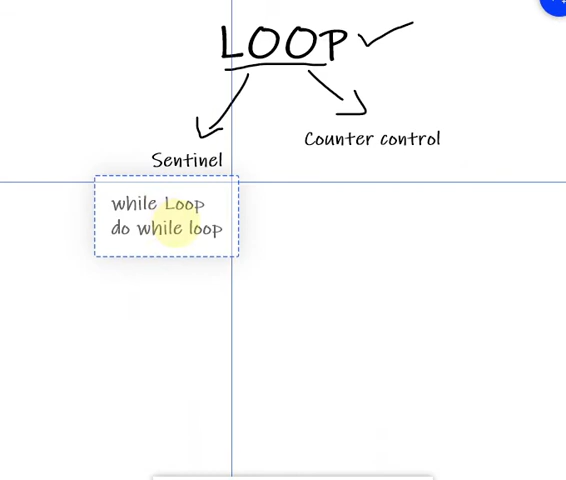 LOOP
Counter control
Sentinel
while Loop
do while loop